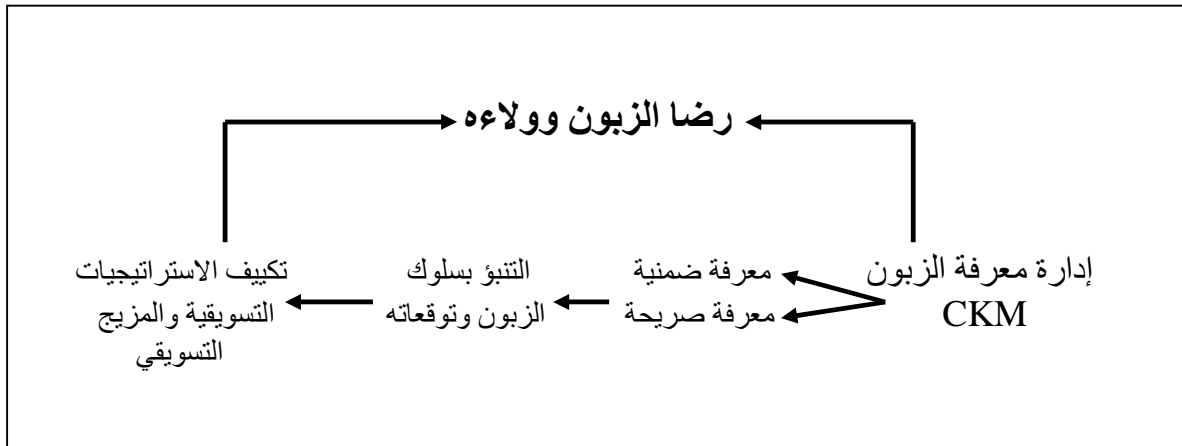 رضا الزبون وولاءه
إدارة معرفة الزبون
CKM
معرفة ضمنية
معرفة صريحة
التنبؤ بسلوك
الزبون وتوقعاته
تكييف الاستراتيجيات
التسويقية والمزيج
التسويقي